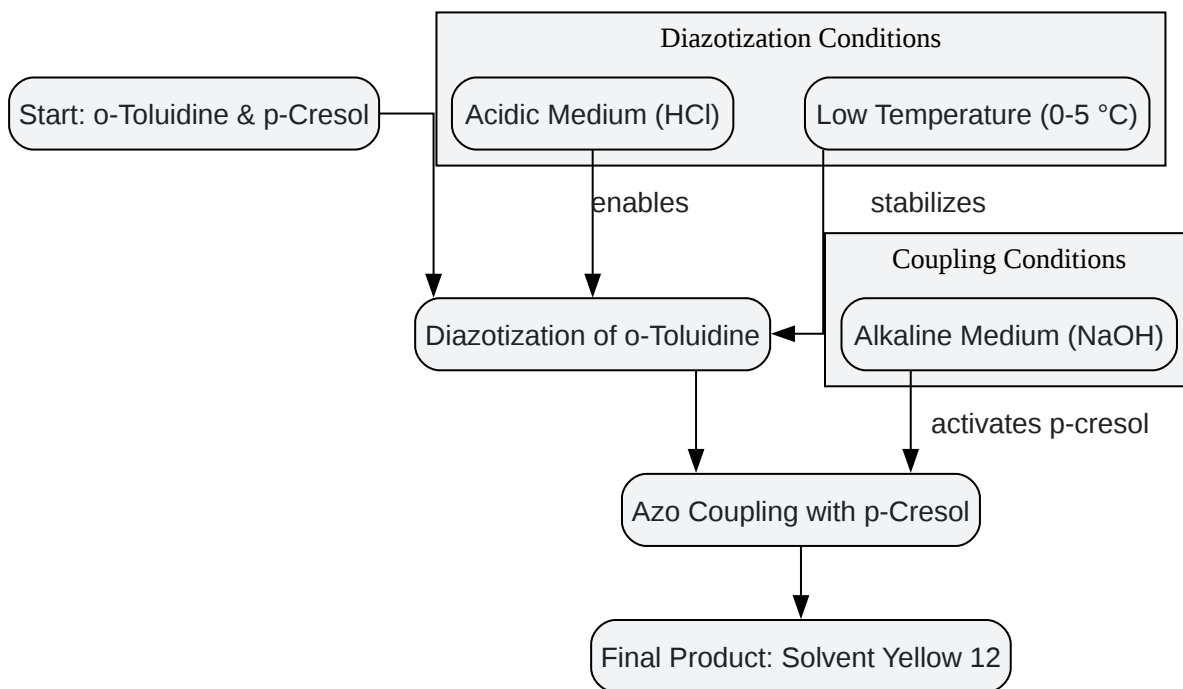 Diazotization Conditions
Start: o-Toluidine & p-Cresol
Acidic Medium (HCl)
Low Temperature (0-5 °C)
enables
stabilizes
Coupling Conditions
Diazotization of o-Toluidine
Alkaline Medium (NaOH)
activates p-cresol
Azo Coupling with p-Cresol
Final Product: Solvent Yellow 12